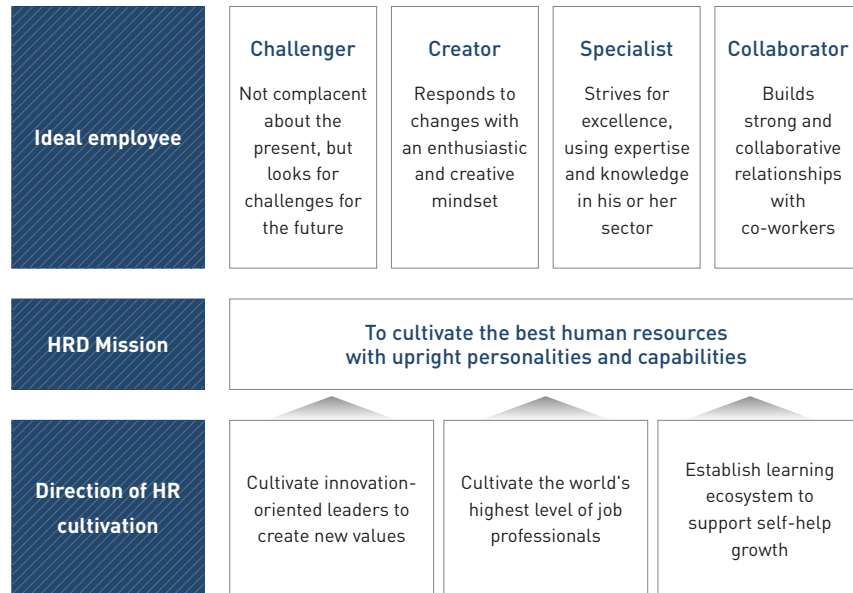 Ideal employee
Challenger
Not complacent
about the
present, but
looks for
challenges for
the future
Creator
Responds to
changes with
an enthusiastic
and creative
mindset
Specialist
Strives for
excellence,
using expertise
and knowledge
in his or her
sector
Collaborator
Builds
strong and
collaborative
relationships
with
co-workers
HRD Mission
To cultivate the best human resources
with upright personalities and capabilities
Direction of HR
cultivation
Cultivate innovation-
oriented leaders to
create new values
Cultivate the world's
highest level of job
professionals
Establish learning
ecosystem to
support self-help
growth